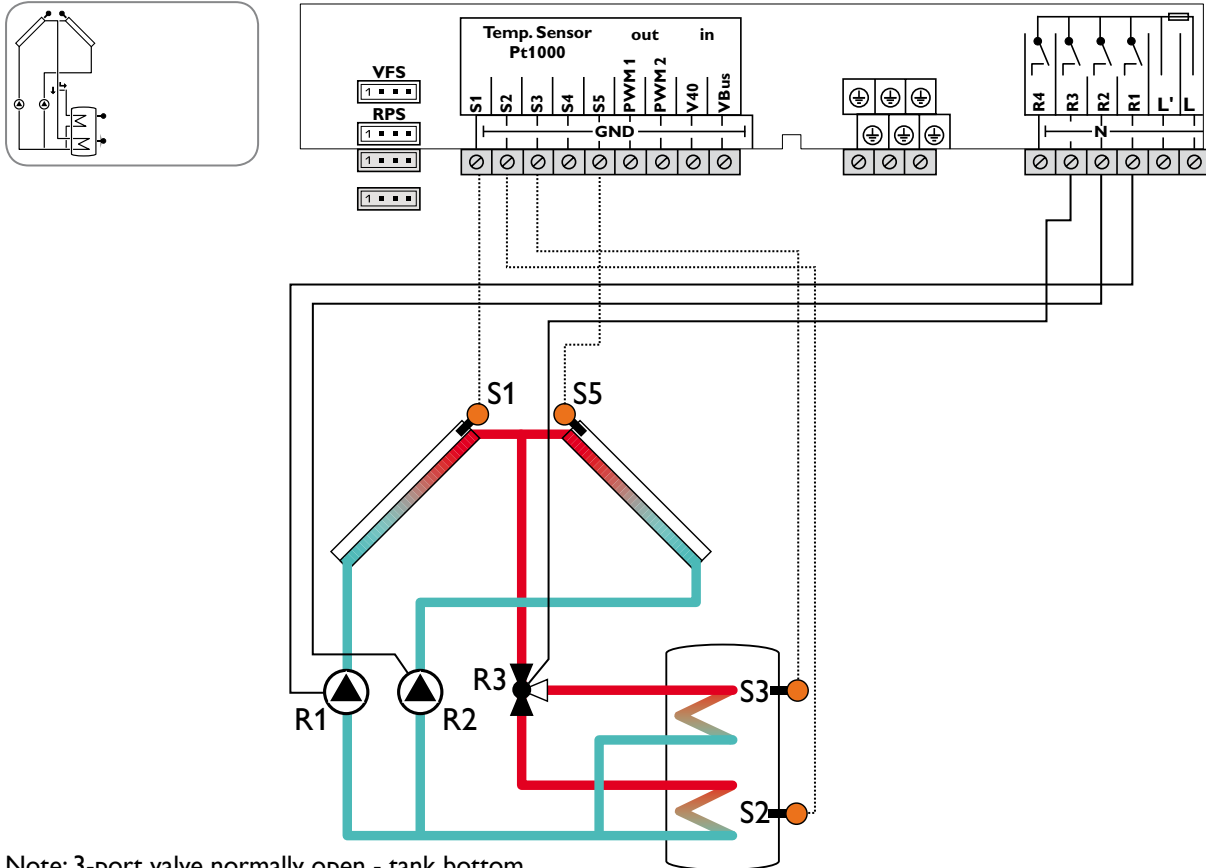 Temp. Sensor
Pt1000
out
in
VFS
1
RPS
1
1
1
S1
S2
S3
S4
S5
PWM 1
PWM 2
V40
VBus
GND
R4
R3
R2
R1
L'
L
N
S1
S5
R3
S3
R1
R2
S2
Note: 3-port valve normally open - tank bottom